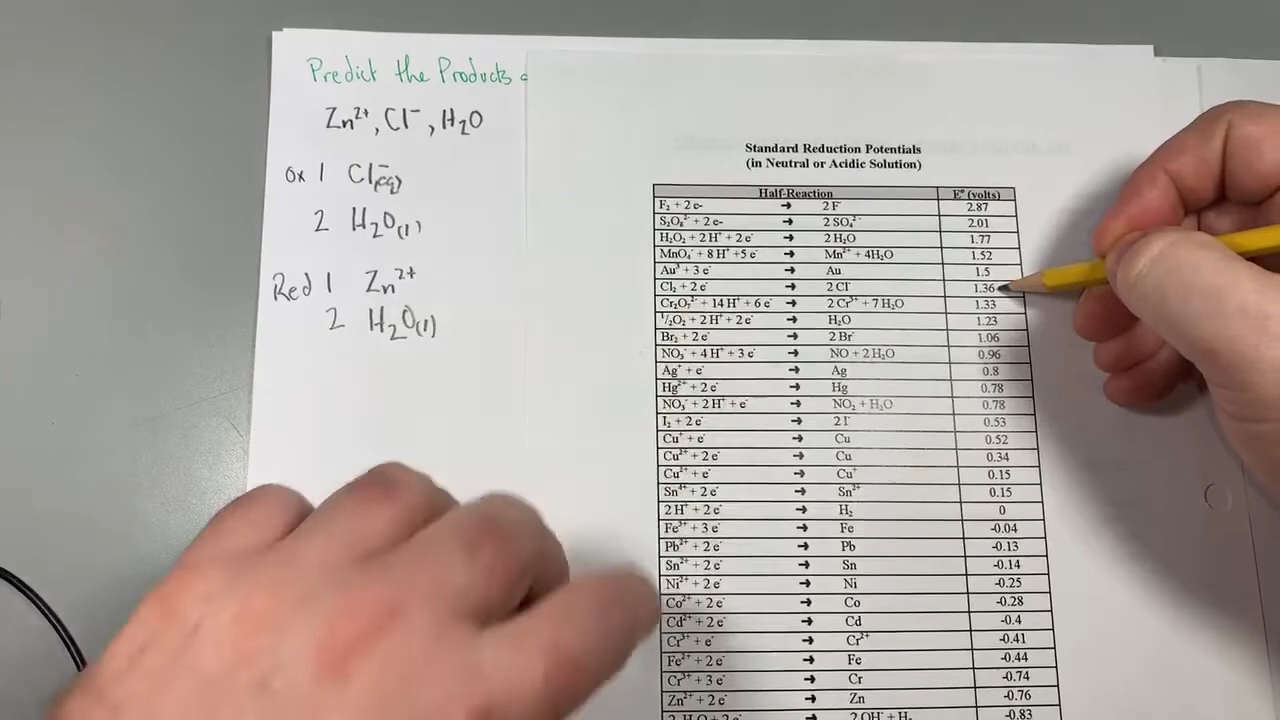 Predict the Products
Zn²⁺, Cl⁻, H₂O
Ox 1 Cl⁻(aq)
2 H₂O(l)
Red 1 Zn²⁺
2 H₂O(l)
Standard Reduction Potentials
(in Neutral or Acidic Solution)
Half-Reaction E° (volts)
F₂ + 2 e- → 2 F⁻ 2.87
S₂O₈²⁻ + 2 e- → 2 SO₄²⁻ 2.01
H₂O₂ + 2 H⁺ + 2 e⁻ → 2 H₂O 1.77
MnO₄⁻ + 8 H⁺ +5 e⁻ → Mn²⁺ + 4H₂O 1.52
Au³ + 3 e⁻ → Au 1.5
Cl₂ + 2 e⁻ → 2 Cl⁻ 1.36
Cr₂O₇²⁻ + 14 H⁺ + 6 e⁻ → 2 Cr³⁺ + 7 H₂O 1.33
¹/₂O₂ + 2 H⁺ + 2e⁻ → H₂O 1.23
Br₂ + 2 e⁻ → 2 Br⁻ 1.06
NO₃⁻ + 4 H⁺ + 3 e⁻ → NO + 2 H₂O 0.96
Ag⁺ + e⁻ → Ag 0.8
Hg²⁺ + 2 e⁻ → Hg 0.78
NO₃⁻ + 2 H⁺ + e⁻ → NO₂ + H₂O 0.78
I₂ + 2 e⁻ → 2 I⁻ 0.53
Cu⁺ + e⁻ → Cu 0.52
Cu²⁺ + 2 e⁻ → Cu 0.34
Cu²⁺ + e⁻ → Cu⁺ 0.15
Sn⁴⁺ + 2 e⁻ → Sn²⁺ 0.15
2 H⁺ + 2 e⁻ → H₂ 0
Fe³⁺ + 3 e⁻ → Fe -0.04
Pb²⁺ + 2 e⁻ → Pb -0.13
Sn²⁺ + 2 e⁻ → Sn -0.14
Ni²⁺ + 2 e⁻ → Ni -0.25
Co²⁺ + 2 e⁻ → Co -0.28
Cd²⁺ + 2 e⁻ → Cd -0.4
Cr³⁺ + e⁻ → Cr²⁺ -0.41
Fe²⁺ + 2 e⁻ → Fe -0.44
Cr³⁺ + 3 e⁻ → Cr -0.74
Zn²⁺ + 2 e⁻ → Zn -0.76
2 H₂O + 2 e⁻ → 2 OH⁻ + H₂ -0.83